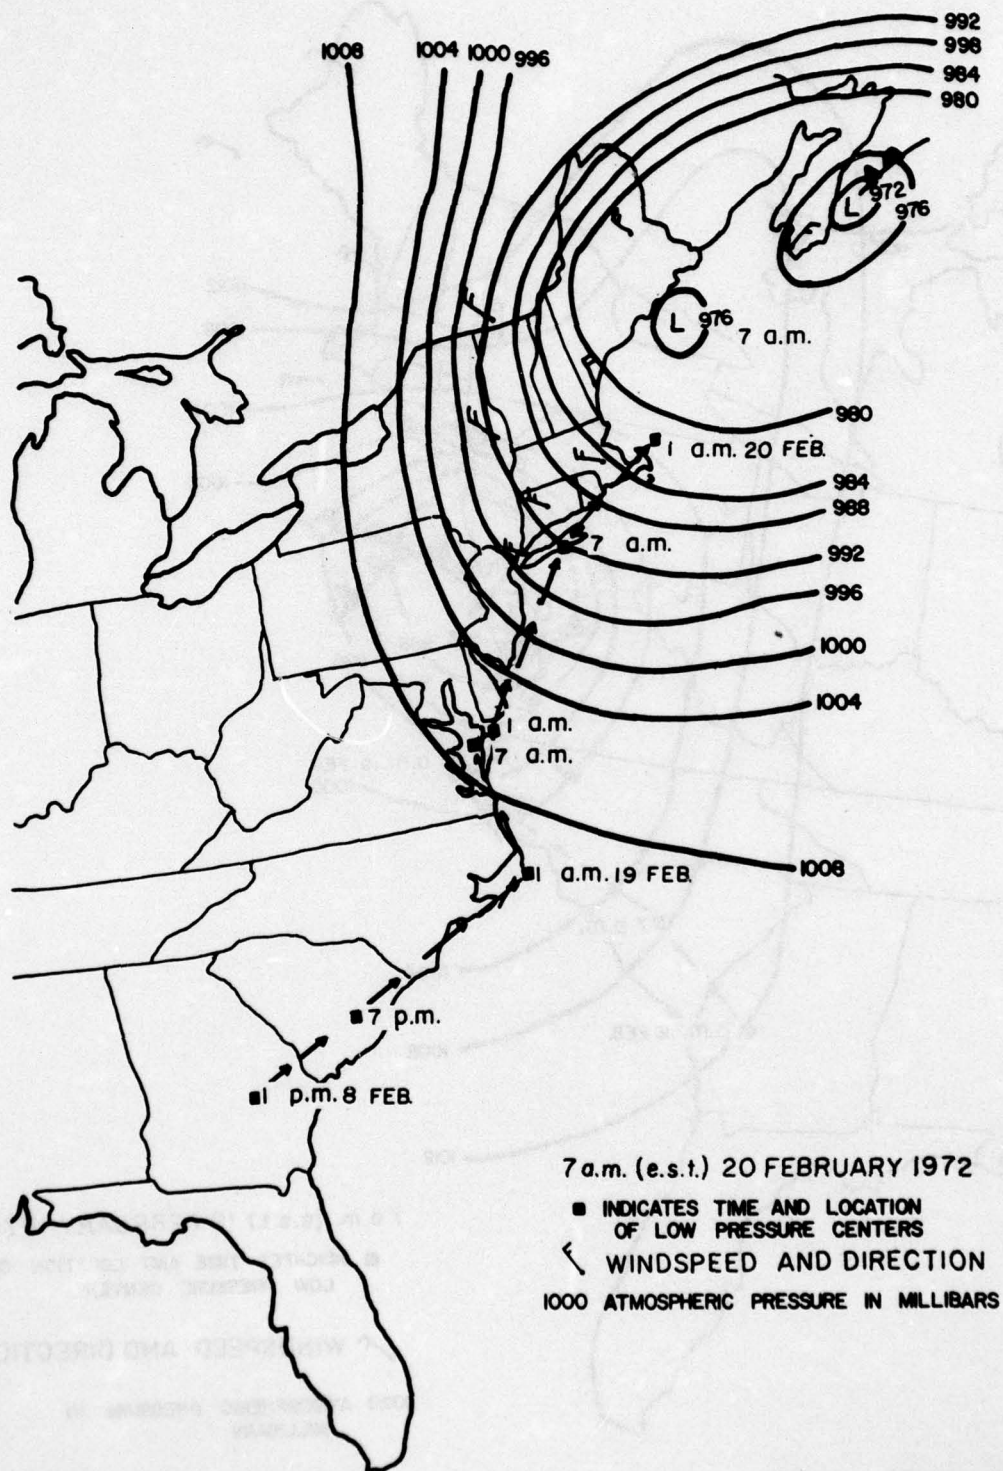 992
1008 1004 1000 996
998
984
980
L 972
976
L 976
7 a.m.
980
1 a.m. 20 FEB.
984
988
7 a.m.
992
996
1000
1004
1 a.m.
7 a.m.
1008
1 a.m. 19 FEB.
7 p.m.
1 p.m. 8 FEB.
7 a.m. (e.s.t.) 20 FEBRUARY 1972
INDICATES TIME AND LOCATION
OF LOW PRESSURE CENTERS
WINDSPEED AND DIRECTION
1000 ATMOSPHERIC PRESSURE IN MILLIBARS